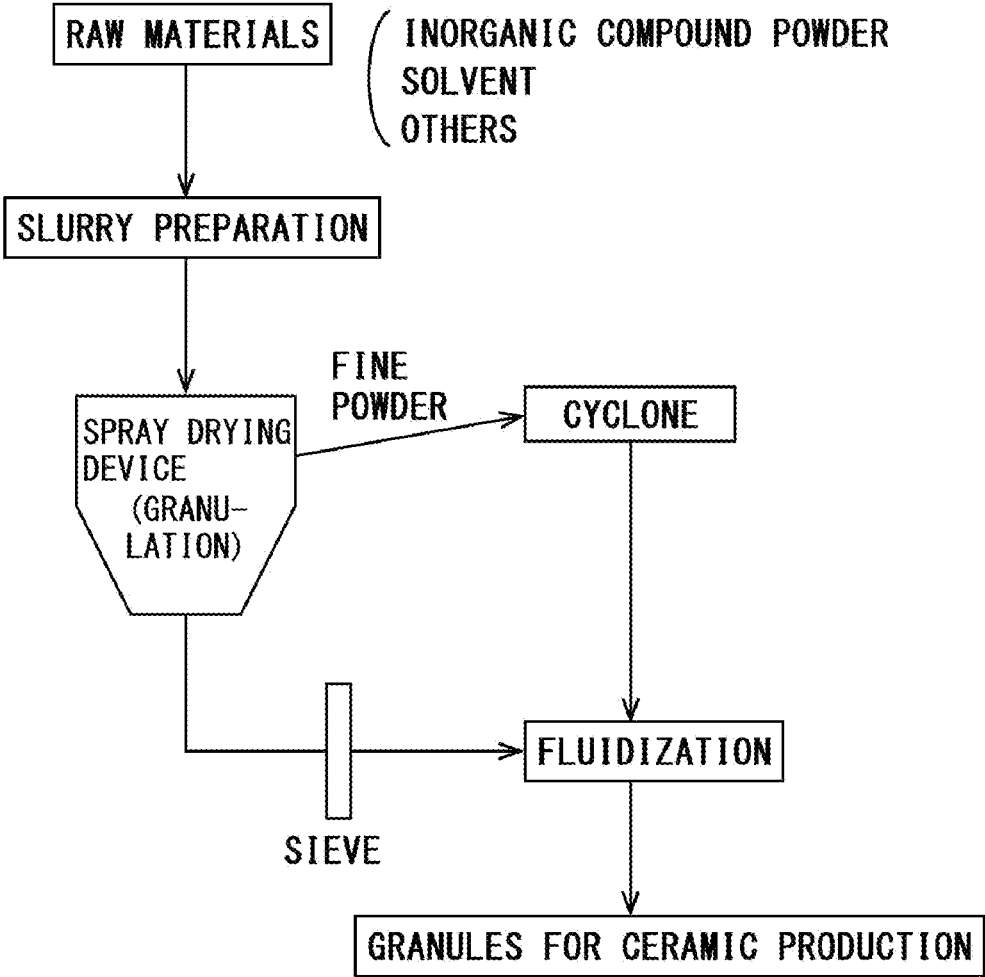 RAW MATERIALS
INORGANIC COMPOUND POWDER
SOLVENT
OTHERS
SLURRY PREPARATION
FINE
POWDER
CYCLONE
SPRAY DRYING
DEVICE
(GRANU-
LATION)
FLUIDIZATION
SIEVE
GRANULES FOR CERAMIC PRODUCTION